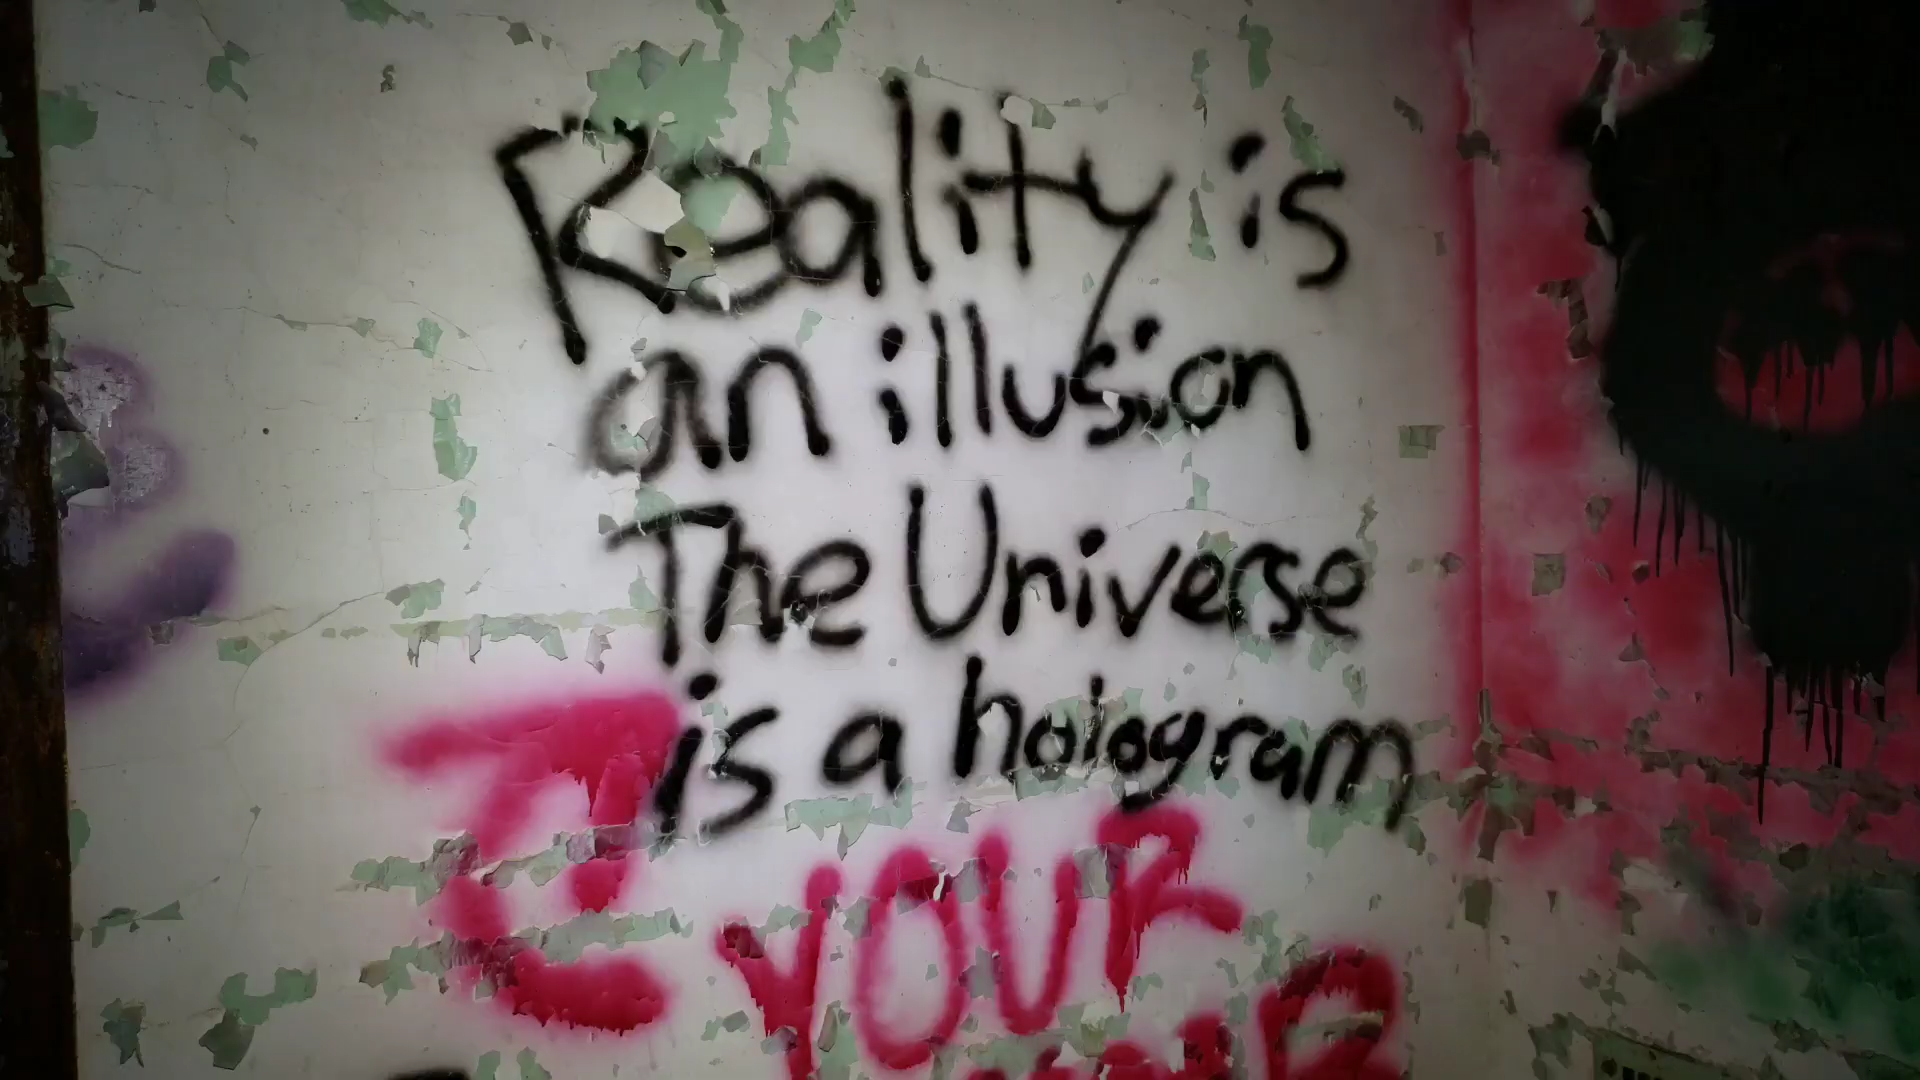 Reality is
an illusion
The Universe
is a hologram
YOUR